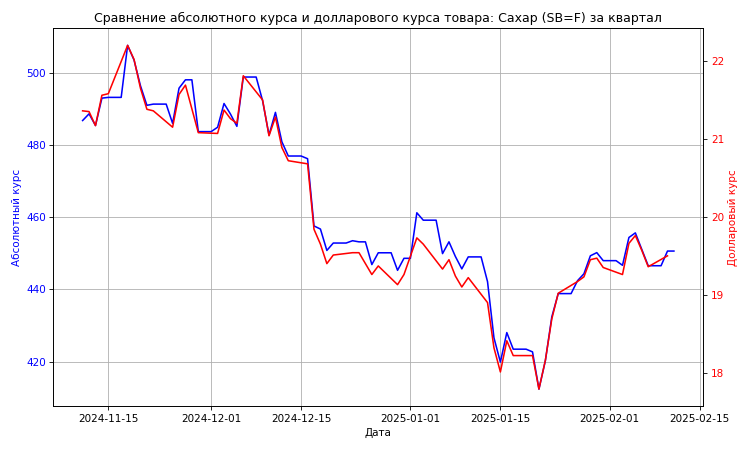 Сравнение абсолютного курса и долларового курса товара: Сахар (SB=F) за квартал
Абсолютный курс
500
480
460
440
420
22
21
20
19
18
Долларовый курс
2024-11-15 2024-12-01 2024-12-15 2025-01-01 2025-01-15 2025-02-01 2025-02-15
Дата